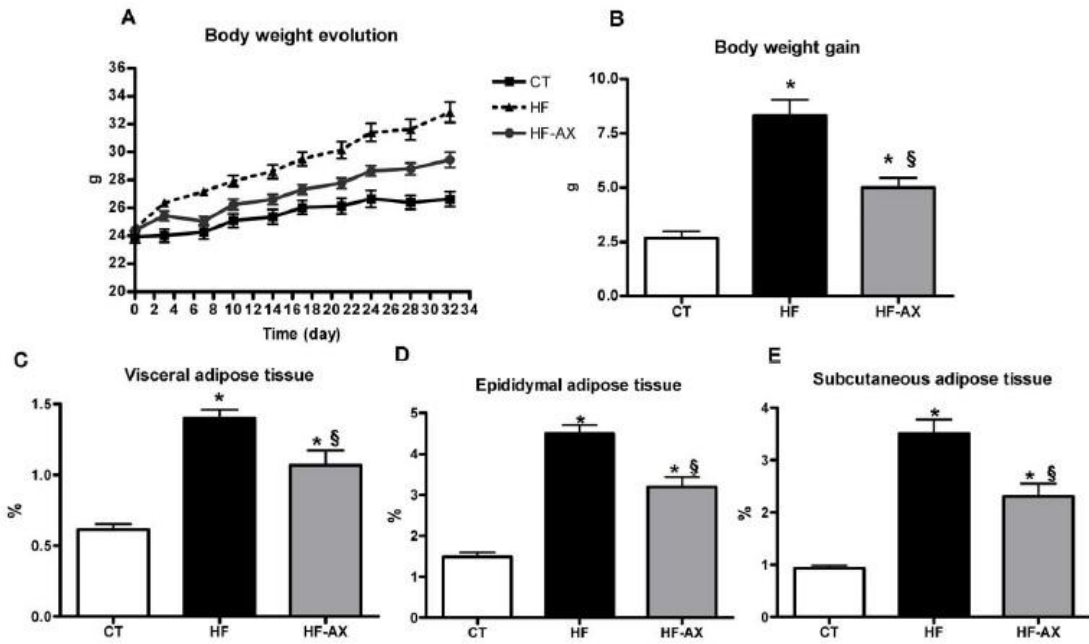 A
Body weight evolution
g
36
34
32
30
28
26
24
22
20
0 2 4 6 8 10 12 14 16 18 20 22 24 26 28 30 32 34
Time (day)
CT
HF
HF-AX
B
Body weight gain
g
10.0
7.5
5.0
2.5
0.0
*
* §
CT HF HF-AX
C
Visceral adipose tissue
%
1.5
1.0
0.5
0.0
*
* §
CT HF HF-AX
D
Epididymal adipose tissue
%
5
4
3
2
1
0
*
* §
CT HF HF-AX
E
Subcutaneous adipose tissue
%
4
3
2
1
0
*
* §
CT HF HF-AX